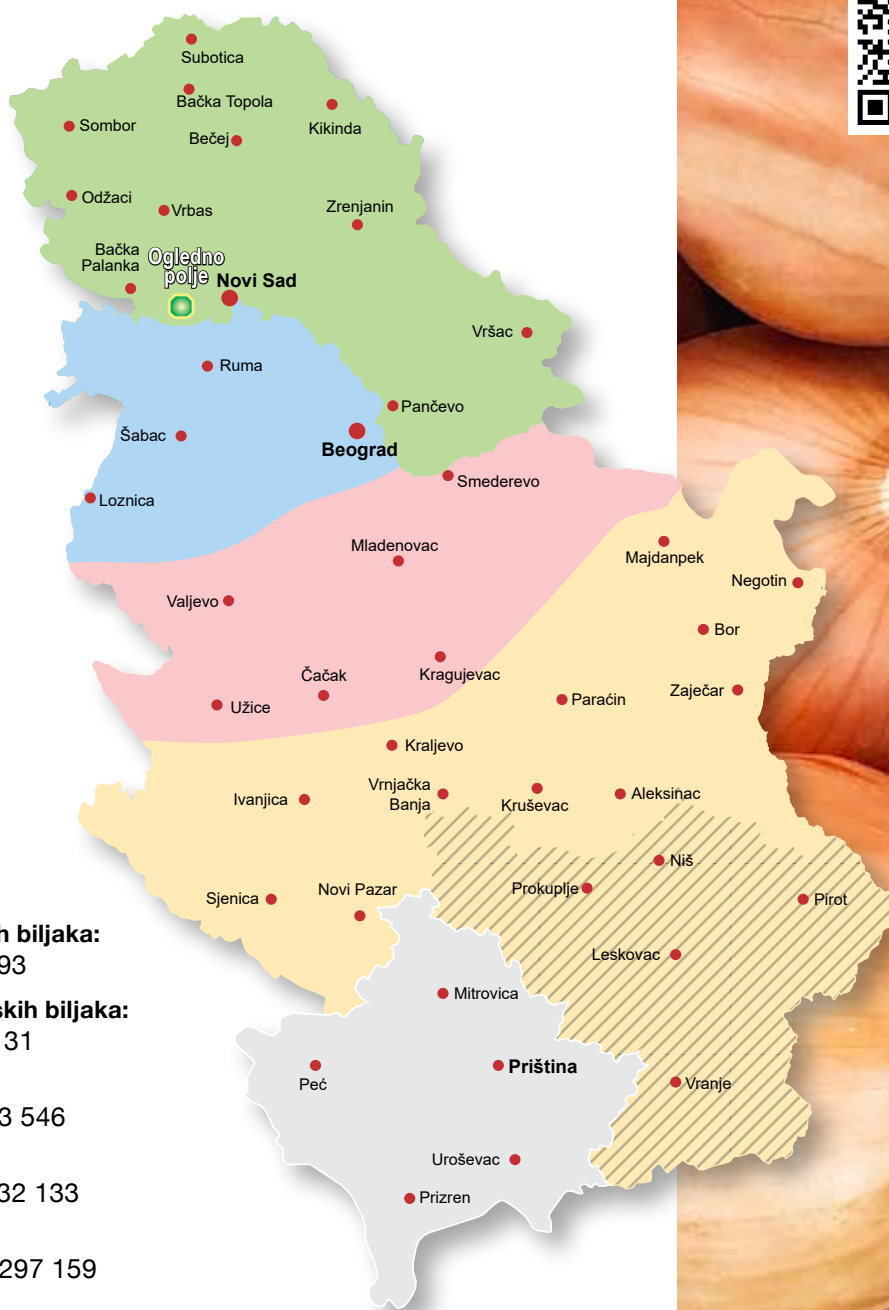 Subotica
Bačka Topola
Sombor
Bečej
Kikinda
Odžaci
Vrbas
Zrenjanin
Bačka
Palanka
Ogledno
polje
Novi Sad
Vršac
Ruma
Pančevo
Šabac
Beograd
Smederevo
Loznica
Mladenovac
Majdanpek
Negotin
Valjevo
Bor
Čačak
Kragujevac
Zaječar
Užice
Paraćin
Kraljevo
Ivanjica
Vrnjačka
Banja
Kruševac
Aleksinac
Niš
Prokuplje
Pirot
Sjenica
Novi Pazar
Leskovac
h biljaka:
93
Mitrovica
skih biljaka:
131
Peć
Priština
Vranje
3 546
Uroševac
32 133
Prizren
297 159